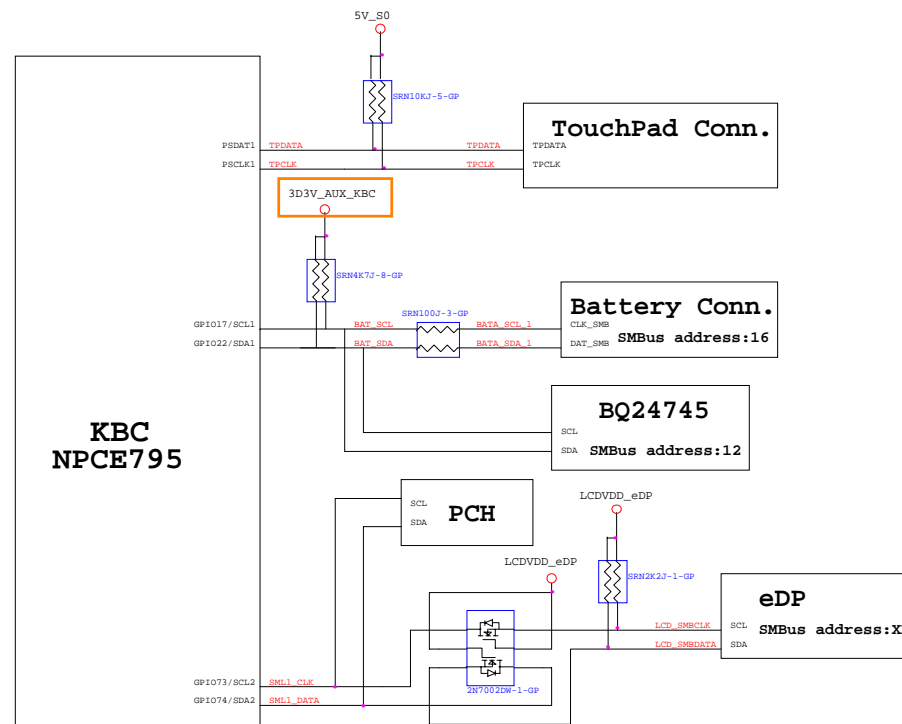 5V_S0
SRN10KJ-5-GP
TouchPad Conn.
PSDAT1 TPDATA TPDATA TPDATA
PSCLK1 TPCLK TPCLK TPCLK
3D3V_AUX_KBC
SRN4K7J-8-GP
Battery Conn.
SRN100J-3-GP
GPIO17/SCL1 BAT_SCL BATA_SCL_1 CLK_SMB
GPIO22/SDA1 BAT_SDA BATA_SDA_1 DAT_SMB
SMBus address:16
BQ24745
SCL
SDA SMBus address:12
KBC
NPCE795
SCL
SDA
PCH
LCDVDD_eDP
LCDVDD_eDP
SRN2K2J-1-GP
eDP
LCD_SMBCLK SCL
SMBus address:X
LCD_SMBDATA SDA
GPIO73/SCL2 SML1_CLK
2N7002DW-1-GP
GPIO74/SDA2 SML1_DATA